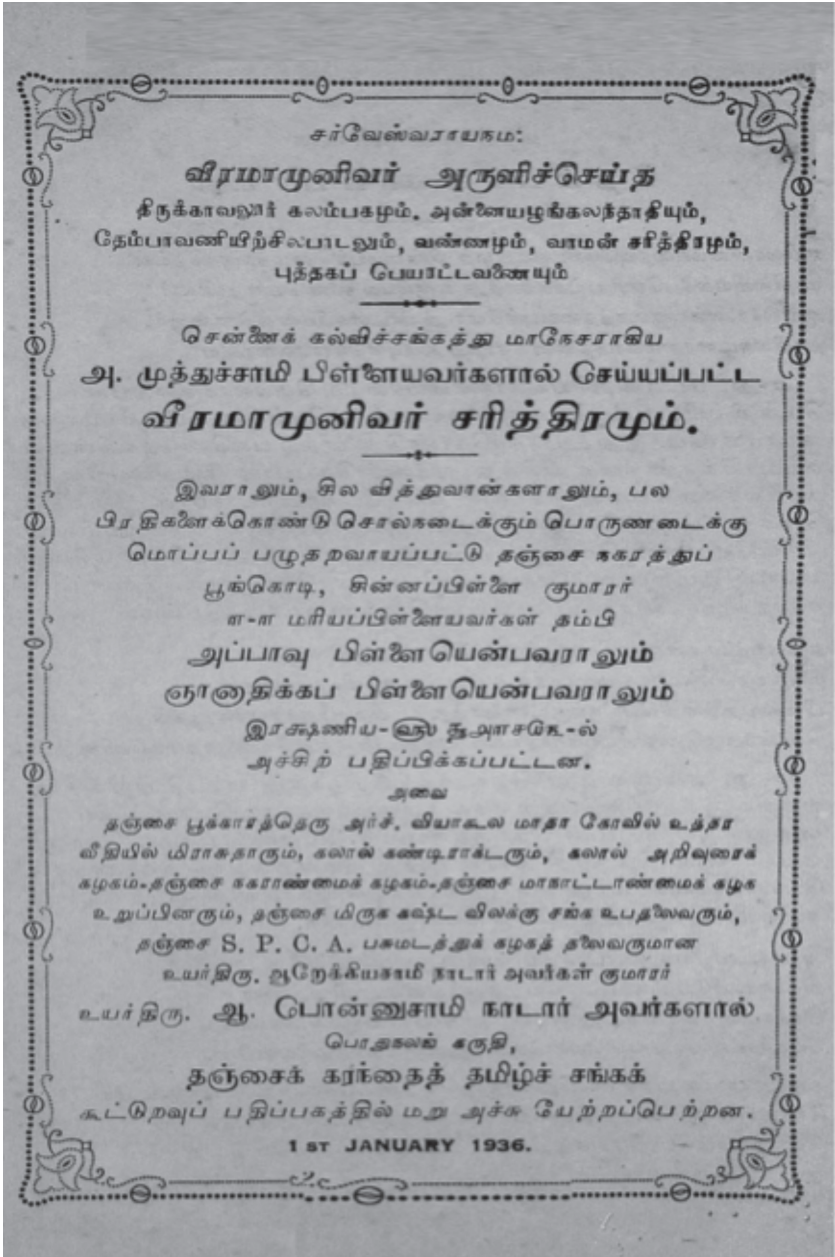 சர்வேஸ்வராயநம:
வீரமாமுனிவர் அருளிச்செய்த
திருக்காவலூர் கலம்பகமும். அன்னையழுங்கலந்தாதியும்,
தேம்பாவணியிற்சிலபாடலும், வண்ணமும், வாமன் சரித்திரமும்,
புத்தகப் பேயாட்டவணையும்
சென்னைக் கல்விச்சங்கத்து மாநேசராகிய
அ. முத்துச்சாமி பிள்ளையவர்களால் செய்யப்பட்ட
வீரமாமுனிவர் சரித்திரமும்.
இவராலும், சில வித்துவான்களாலும், பல
பிரதிகளைக்கொண்டு சொல்நடைக்கும் பொருணடைக்கு
மொப்பப் பழுதறவாயப்பட்டு தஞ்சை நகரத்துப்
பூங்கொடி, சின்னப்பிள்ளை குமாரர்
ள-ள மரியப்பிள்ளையவர்கள் தம்பி
அப்பாவு பிள்ளையென்பவராலும்
ஞானாதிக்கப் பிள்ளையென்பவராலும்
இரக்ஷணிய-௵
அச்சிற் பதிப்பிக்கப்பட்டன.
அவை
தஞ்சை பூக்காரத்தெரு அர்ச். வியாகூல மாதா கோவில் உத்தர
வீதியில் மிராசுதாரும், கலால் கண்டிராக்டரும், கலால் அறிவுரைக்
கழகம்-தஞ்சை நகராண்மைக் கழகம்-தஞ்சை மாநாட்டாண்மைக் கழக
உறுப்பினரும், தஞ்சை மிருக கஷ்ட விலக்கு சங்க உபதலைவரும்,
தஞ்சை S. P. C. A. பசுமடத்துக் கழகத் தலைவருமான
உயர்திரு. ஆறேக்கியசாமி நாடார் அவர்கள் குமாரர்
உயர்திரு. ஆ. பொன்னுசாமி நாடார் அவர்களால்
பொதுநலங் கருதி,
தஞ்சைக் கரந்தைத் தமிழ்ச் சங்கக்
கூட்டுறவுப் பதிப்பகத்தில் மறு அச்சு யேற்றப்பெற்றன.
1 ST JANUARY 1936.